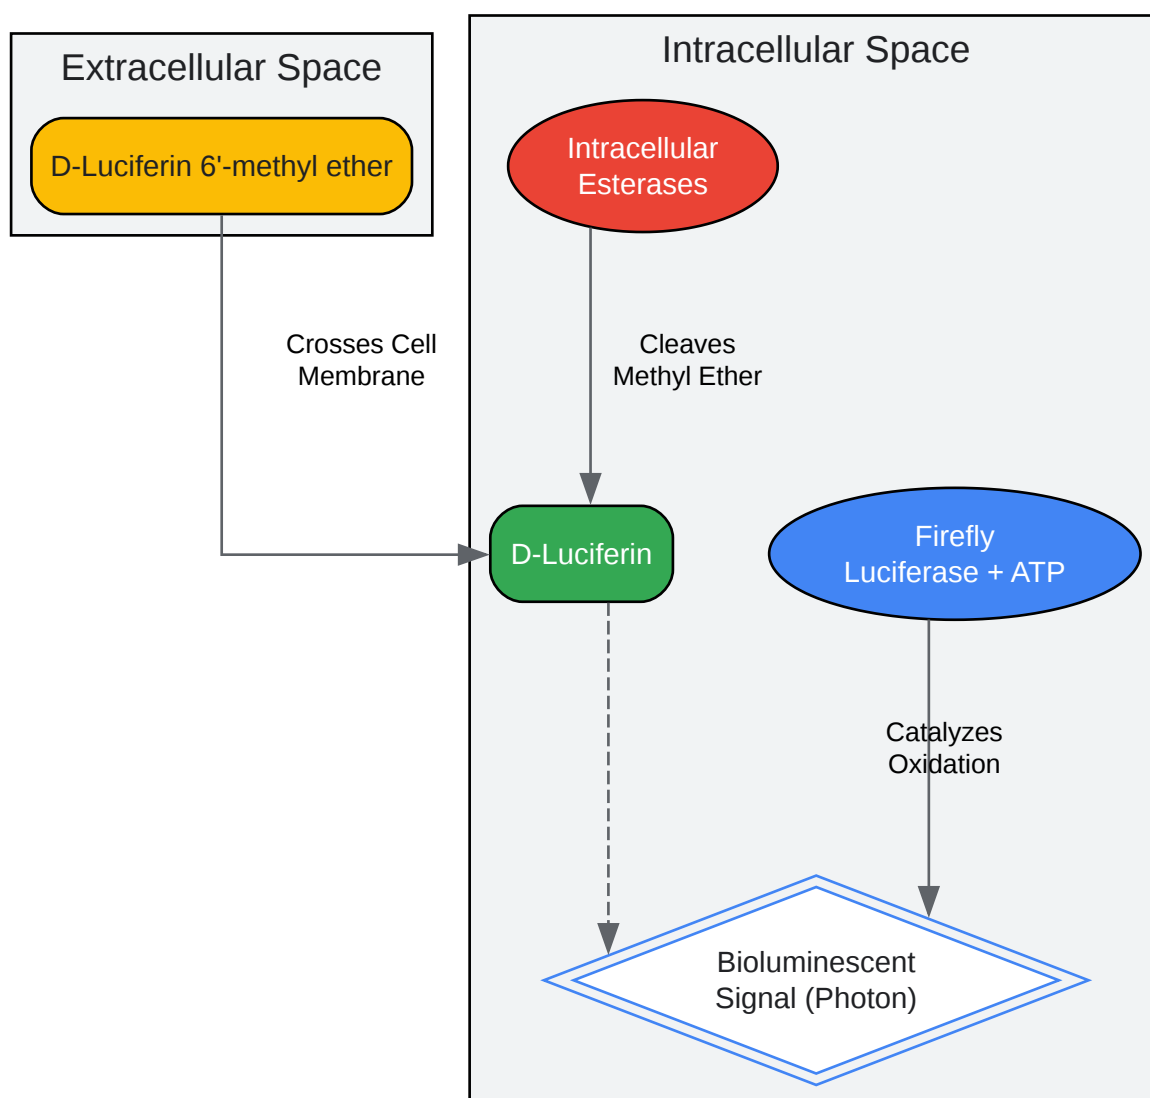 Extracellular Space
D-Luciferin 6'-methyl ether
Intracellular Space
Intracellular
Esterases
Crosses Cell
Membrane
Cleaves
Methyl Ether
D-Luciferin
Firefly
Luciferase + ATP
Catalyzes
Oxidation
Bioluminescent
Signal (Photon)